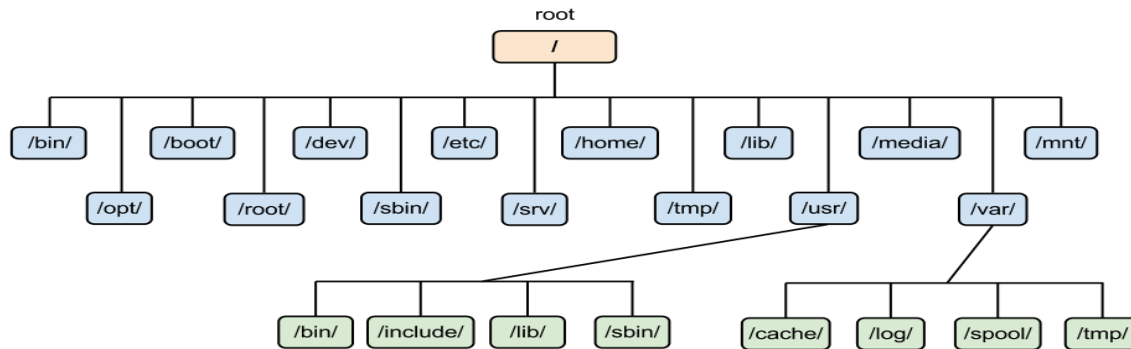 root
/
/bin/ /boot/ /dev/ /etc/ /home/ /lib/ /media/ /mnt/
/opt/ /root/ /sbin/ /srv/ /tmp/ /usr/ /var/
/bin/ /include/ /lib/ /sbin/ /cache/ /log/ /spool/ /tmp/